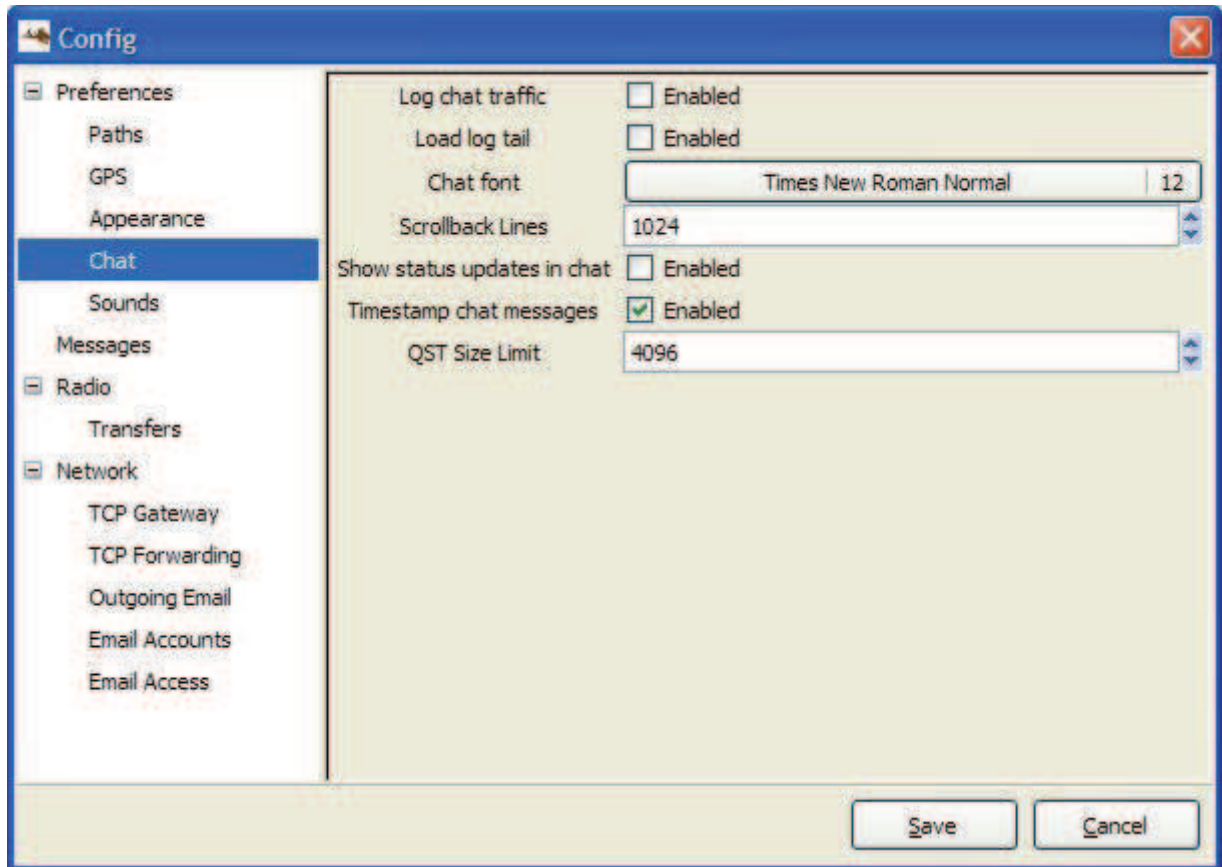 Config
Preferences
Paths
GPS
Appearance
Chat
Sounds
Messages
Radio
Transfers
Network
TCP Gateway
TCP Forwarding
Outgoing Email
Email Accounts
Email Access
Log chat traffic Enabled
Load log tail Enabled
Chat font Times New Roman Normal 12
Scrollback Lines 1024
Show status updates in chat Enabled
Timestamp chat messages Enabled
QST Size Limit 4096
Save Cancel